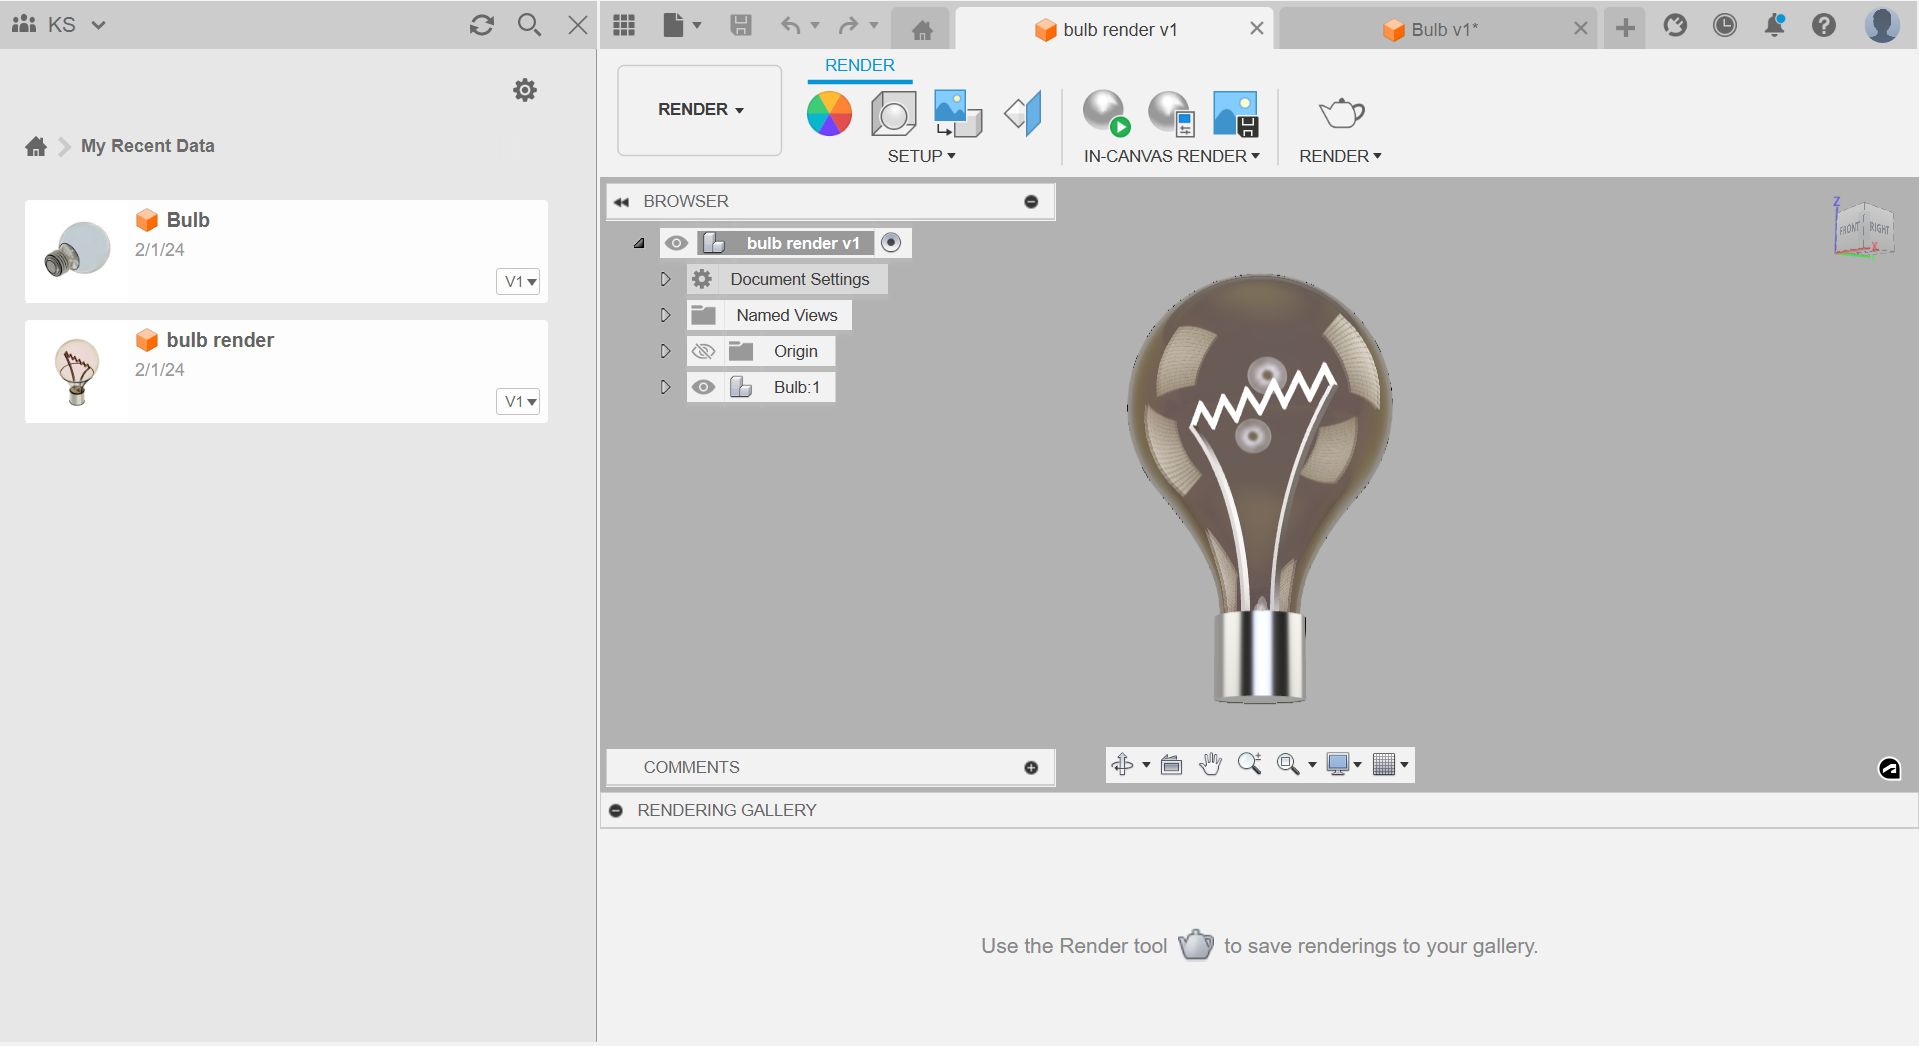 KS
bulb render v1
Bulb v1*
RENDER
RENDER
SETUP
IN-CANVAS RENDER
RENDER
My Recent Data
Bulb
2/1/24
V1
bulb render
2/1/24
V1
BROWSER
bulb render v1
Document Settings
Named Views
Origin
Bulb:1
Z
FRONT
RIGHT
X
COMMENTS
RENDERING GALLERY
Use the Render tool to save renderings to your gallery.